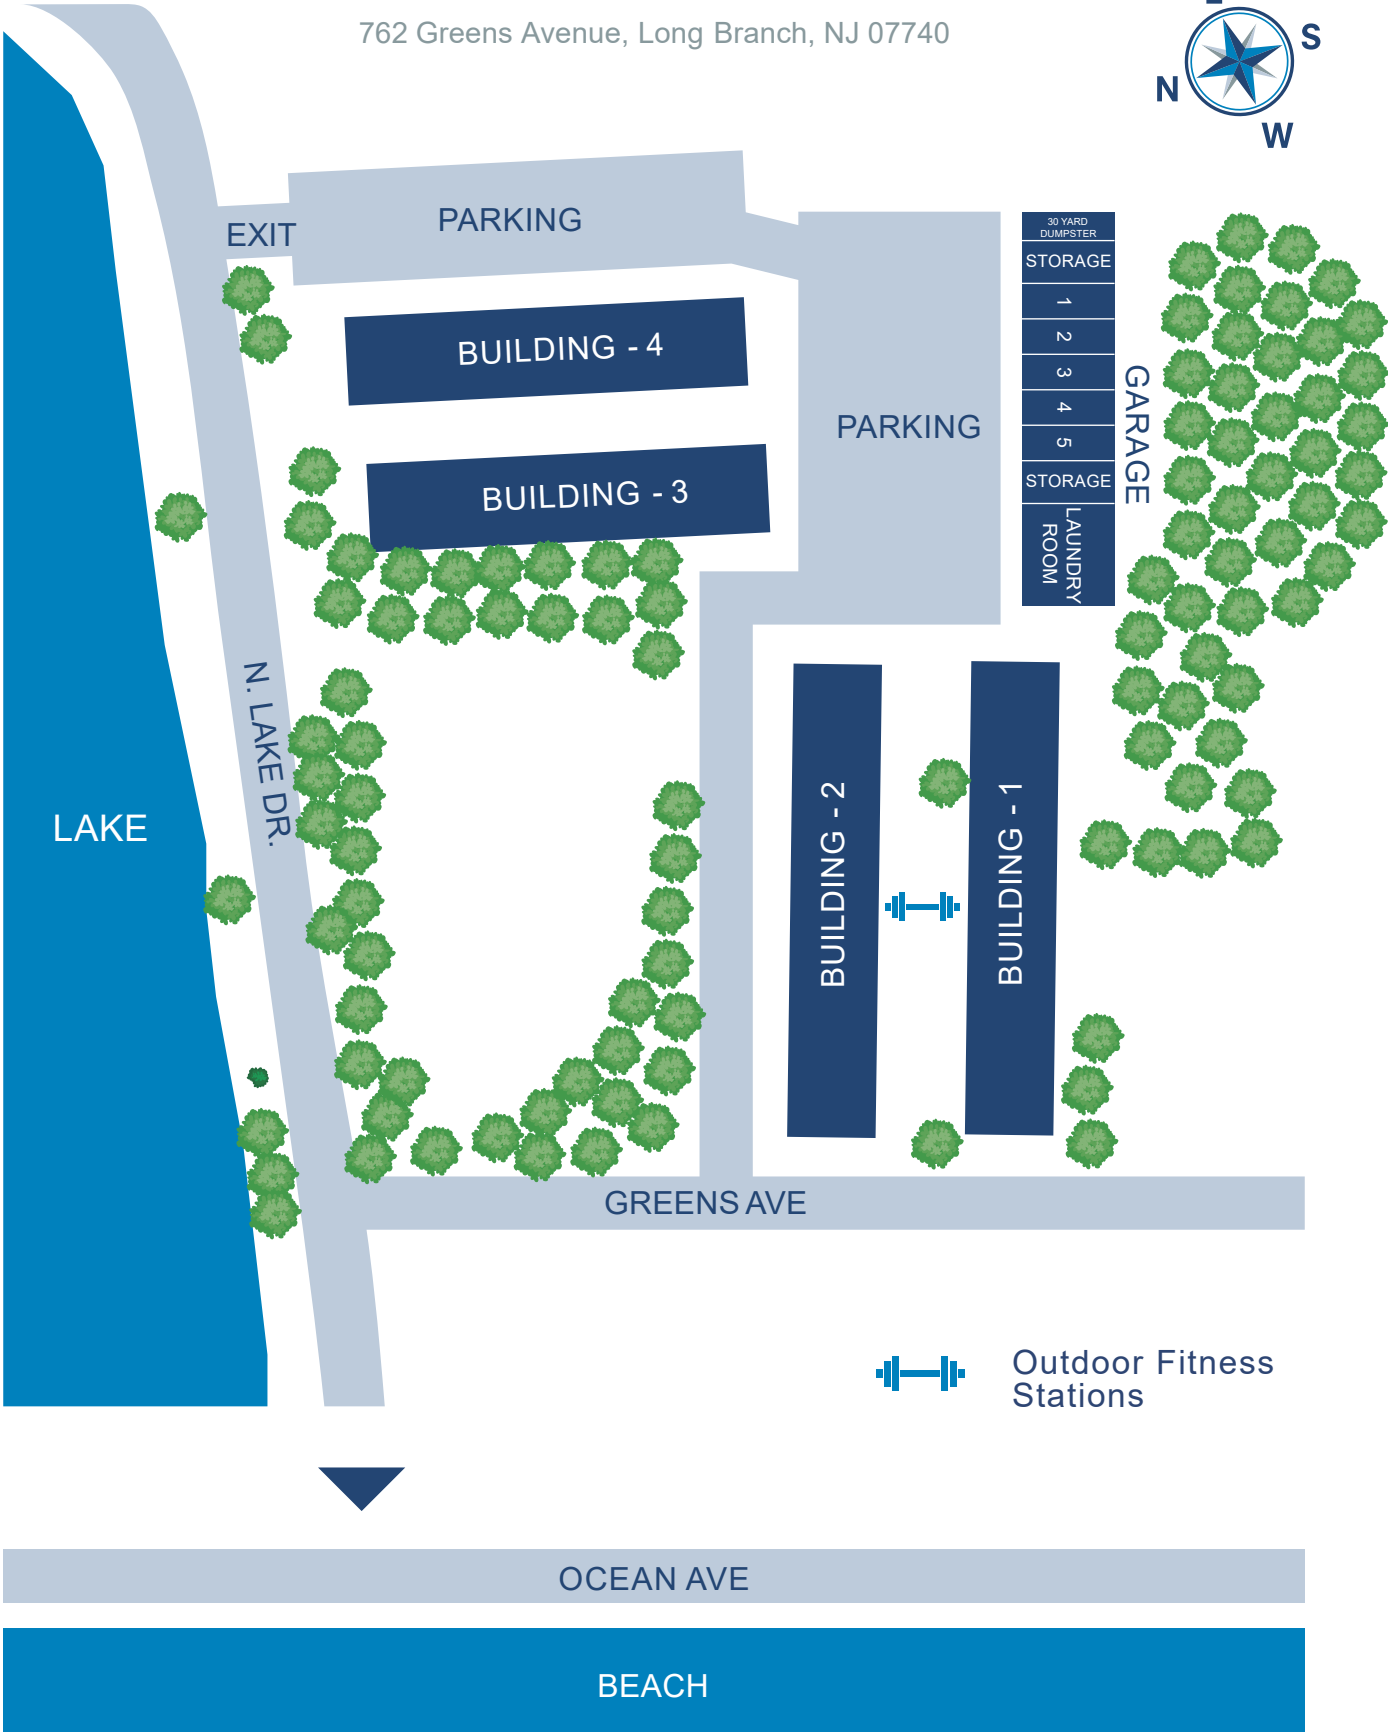 762 Greens Avenue, Long Branch, NJ 07740
S
N
W
EXIT
PARKING
30 YARD
DUMPSTER
STORAGE
1
2
3
4
5
STORAGE
LAUNDRY
ROOM
GARAGE
BUILDING - 4
PARKING
BUILDING - 3
N. LAKE DR.
LAKE
BUILDING - 2
BUILDING - 1
GREENS AVE
Outdoor Fitness
Stations
OCEAN AVE
BEACH